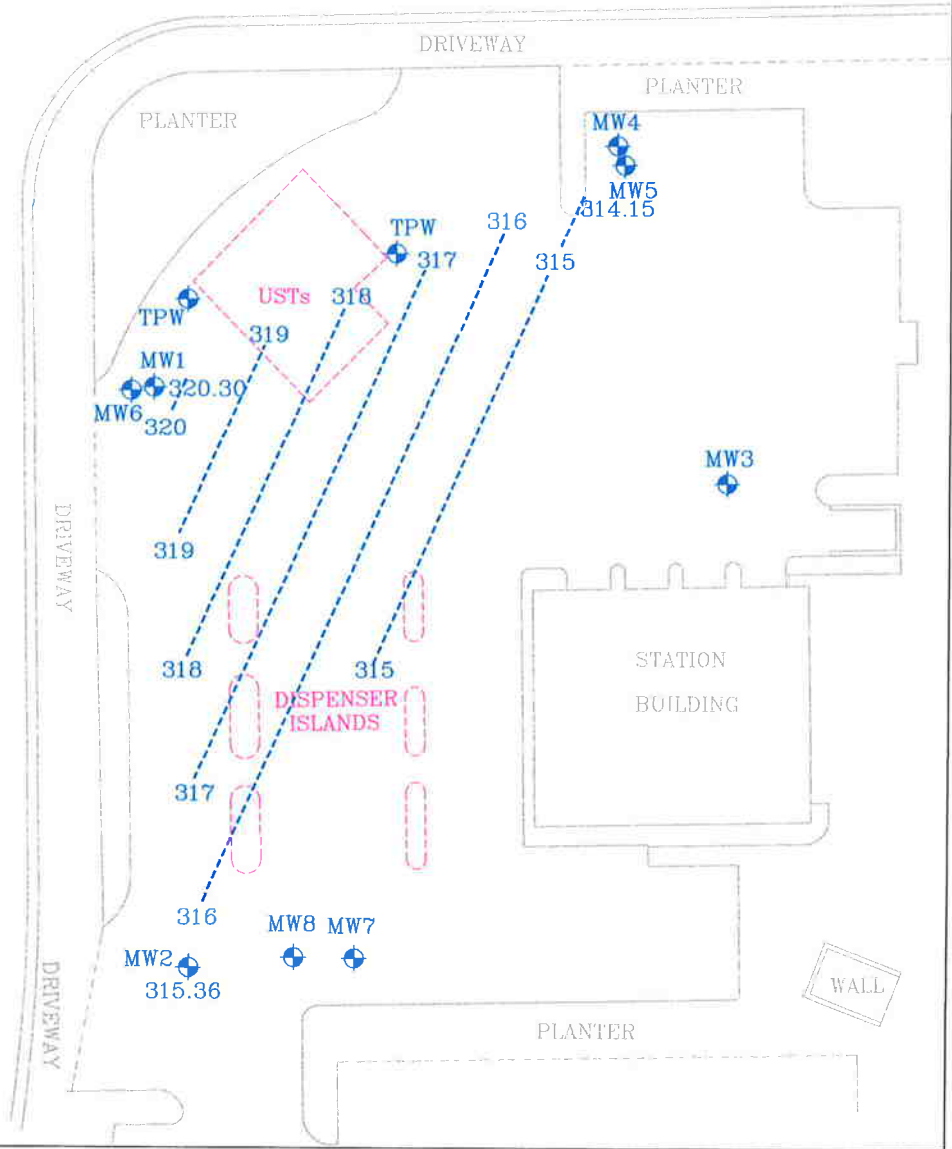 DRIVEWAY
PLANTER
PLANTER
MW4
MW5
314.15
316
TPW
317
315
USTs
318
TPW
319
MW1
320.30
MW6
320
MW3
DRIVEWAY
319
318
315
STATION
BUILDING
DISPENSER
ISLANDS
317
316
MW8
MW7
MW2
315.36
DRIVEWAY
WALL
PLANTER